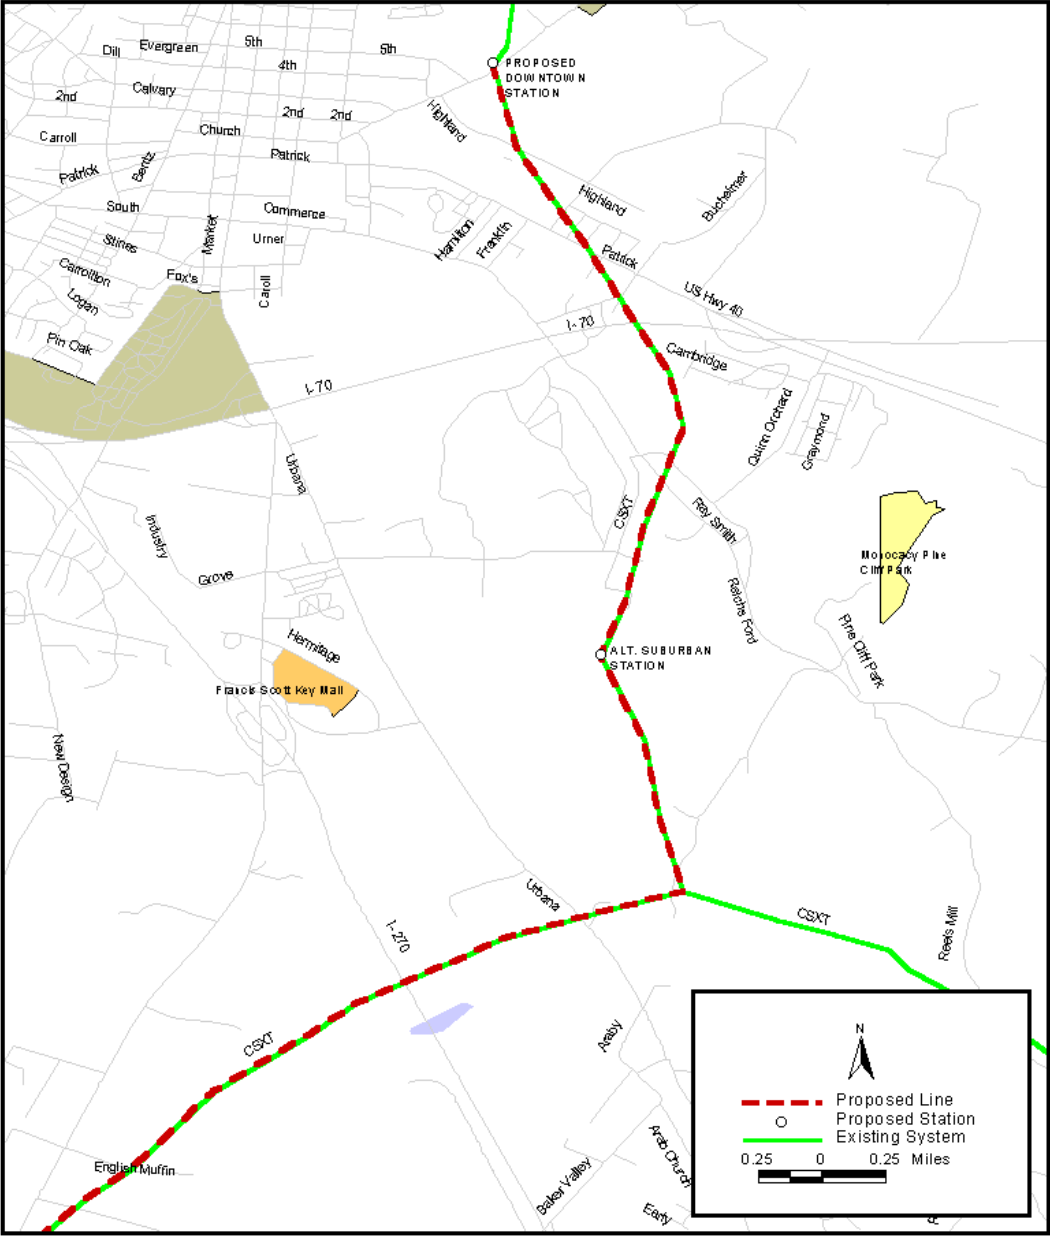 Dill
Evergreen
5th
5th
4th
PROPOSED
DOWNTOWN
STATION
Calvary
2nd
2nd
2nd
Highland
Carroll
Church
Patrick
Bentz
Patrick
Highland
Buchelmer
South
Commerce
Market
Hamilton
Franklin
Stines
Urner
Patrick
Carrollton
Fox's
Caroll
Logan
US Hwy 40
Pin Oak
I-70
Cambridge
I-70
Quinn Orchard
Graymond
Urbana
CSXT
Ray Smith
Industry
Monocacy Pine
Cliff Park
Grove
Reichs Ford
Hermitage
Pine Cliff Park
ALT. SUBURBAN
STATION
Francis Scott Key Mall
New Design
Urbana
CSXT
I-270
Reels Mill
CSXT
Araby
N
Proposed Line
Proposed Station
Existing System
0.25 0 0.25 Miles
English Muffin
Arab Church
Baker Valley
Early